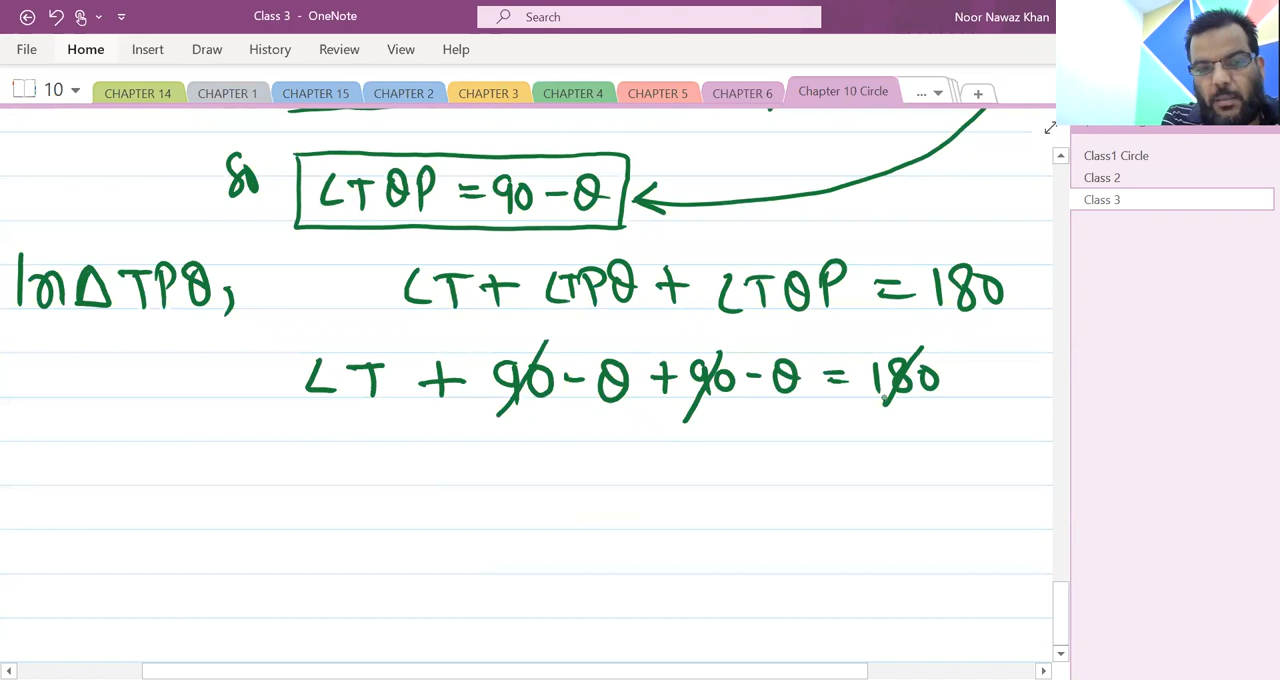 Class 3 - OneNote
Search
Noor Nawaz Khan
File Home Insert Draw History Review View Help
10 CHAPTER 14 CHAPTER 1 CHAPTER 15 CHAPTER 2 CHAPTER 3 CHAPTER 4 CHAPTER 5 CHAPTER 6 Chapter 10 Circle ...
Class1 Circle
Class 2
Class 3
So ∠TQP = 90 - θ
In Δ TPQ, ∠T + ∠TPQ + ∠TQP = 180
∠T + 90 - θ + 90 - θ = 180